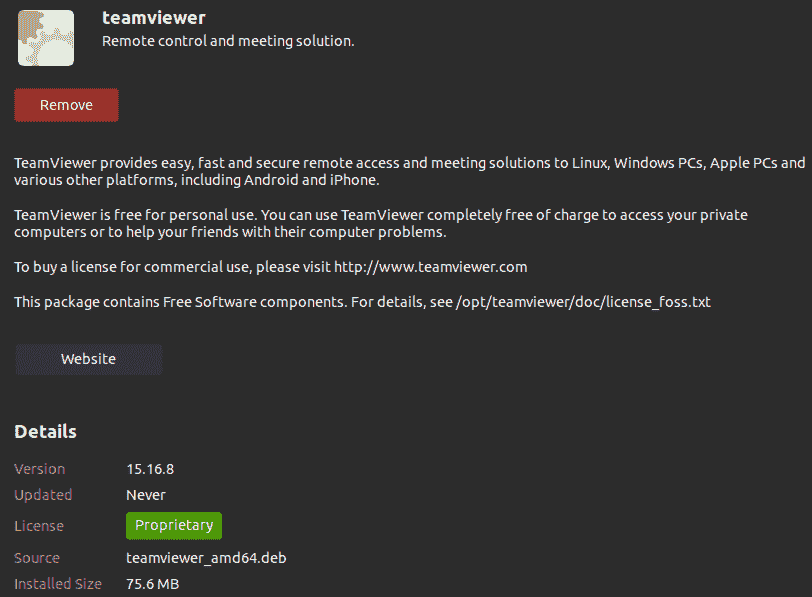 teamviewer
Remote control and meeting solution.
Remove
TeamViewer provides easy, fast and secure remote access and meeting solutions to Linux, Windows PCs, Apple PCs and
various other platforms, including Android and iPhone.
TeamViewer is free for personal use. You can use TeamViewer completely free of charge to access your private
computers or to help your friends with their computer problems.
To buy a license for commercial use, please visit http://www.teamviewer.com
This package contains Free Software components. For details, see /opt/teamviewer/doc/license_foss.txt
Website
Details
Version 15.16.8
Updated Never
License Proprietary
Source teamviewer_amd64.deb
Installed Size 75.6 MB